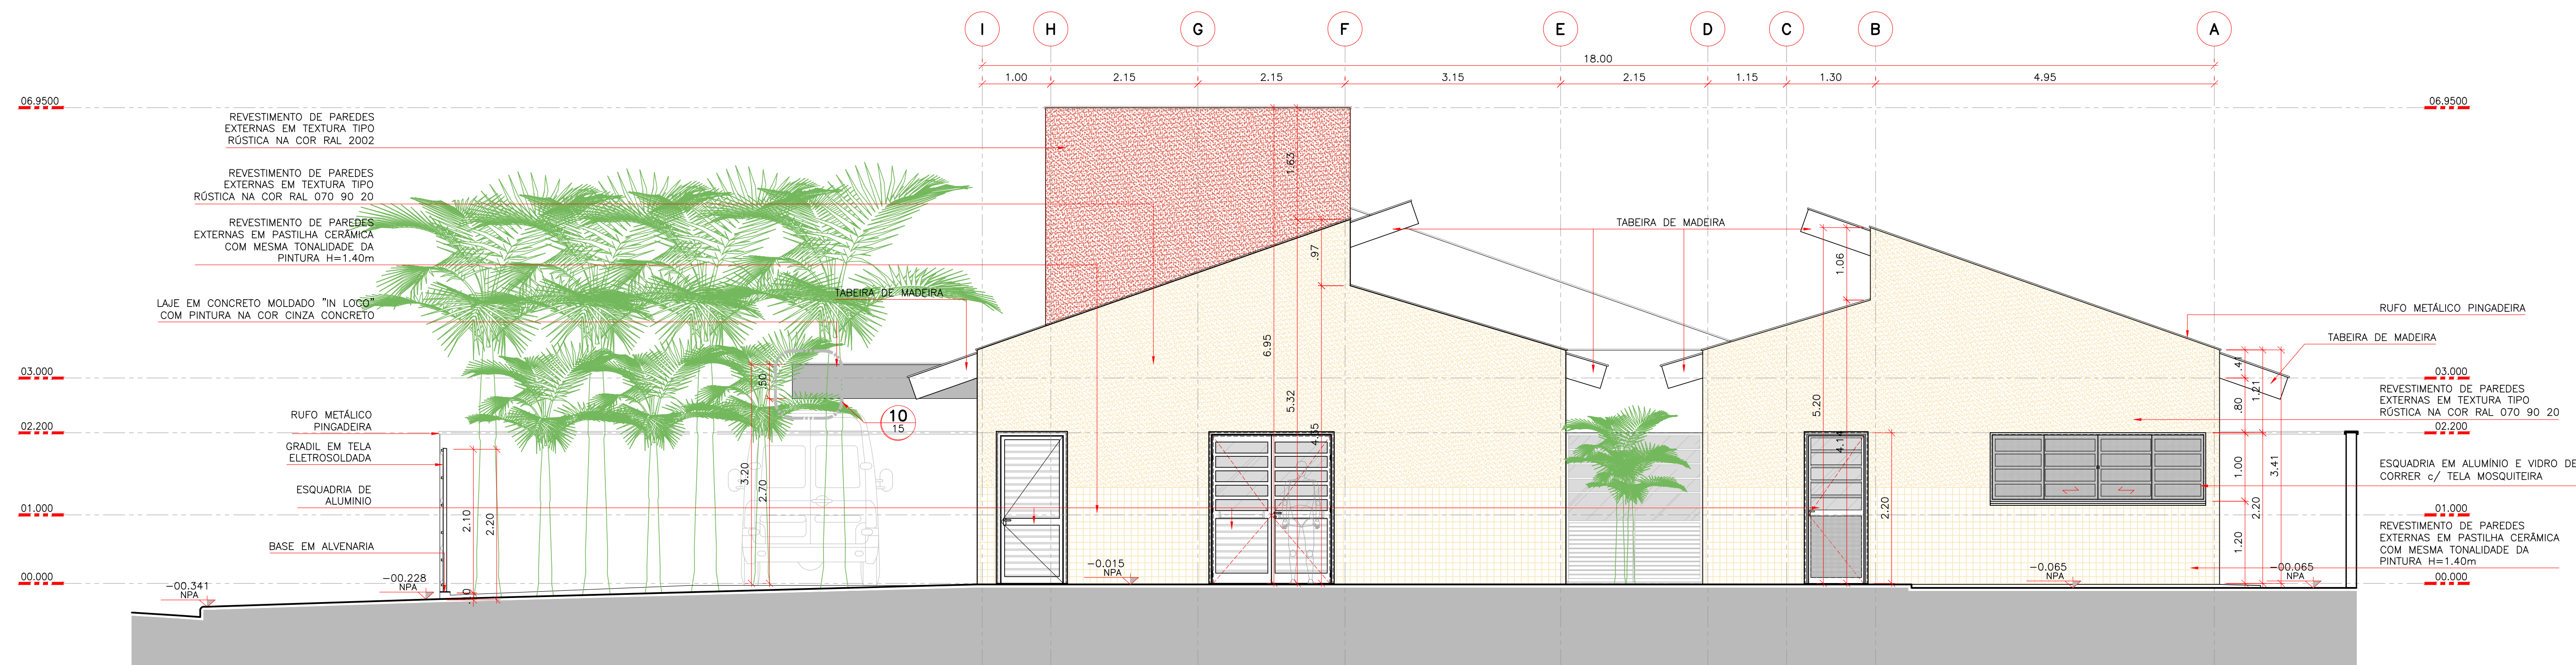 I H G F E D C B A
18.00
1.00 2.15 2.15 3.15 2.15 1.15 1.30 4.95
06.9500
06.9500
REVESTIMENTO DE PAREDES
EXTERNAS EM TEXTURA TIPO
RÚSTICA NA COR RAL 2002
REVESTIMENTO DE PAREDES
EXTERNAS EM TEXTURA TIPO
RÚSTICA NA COR RAL 070 90 20
REVESTIMENTO DE PAREDES
EXTERNAS EM PASTILHA CERÂMICA
COM MESMA TONALIDADE DA
PINTURA H=1.40m
LAJE EM CONCRETO MOLDADO "IN LOCO"
COM PINTURA NA COR CINZA CONCRETO
TABEIRA DE MADEIRA
03.000
RUFO METÁLICO
PINGADEIRA
02.200
GRADIL EM TELA
ELETROSOLDADA
ESQUADRIA DE
ALUMINIO
01.000
BASE EM ALVENARIA
00.000
-00.341
NPA
-00.228
NPA
2.10
2.20
.50
3.20
2.70
10
15
-0.015
NPA
1.63
.97
6.95
5.32
4.35
TABEIRA DE MADEIRA
1.06
5.20
4.14
2.20
RUFO METÁLICO PINGADEIRA
TABEIRA DE MADEIRA
03.000
REVESTIMENTO DE PAREDES
EXTERNAS EM TEXTURA TIPO
RÚSTICA NA COR RAL 070 90 20
02.200
ESQUADRIA EM ALUMÍNIO E VIDRO DE
CORRER c/ TELA MOSQUITEIRA
01.000
REVESTIMENTO DE PAREDES
EXTERNAS EM PASTILHA CERÂMICA
COM MESMA TONALIDADE DA
PINTURA H=1.40m
00.000
.41
1.21
.80
1.00
3.41
2.20
1.20
-0.065
NPA
-00.065
NPA